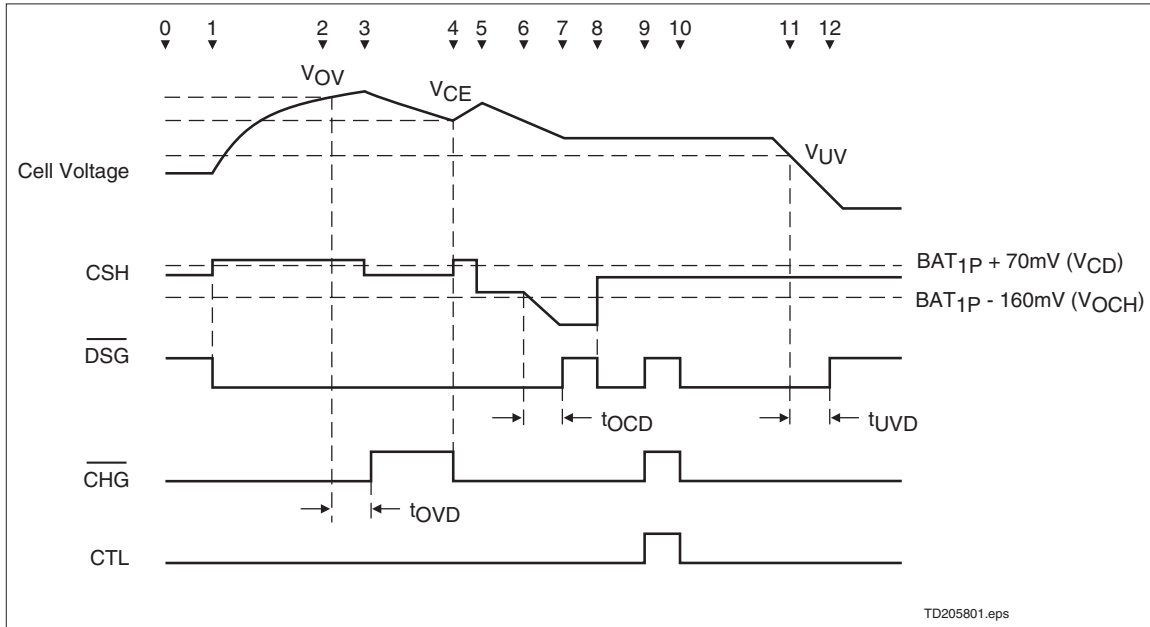 0 1 2 3 4 5 6 7 8 9 10 11 12
VOV
VCE
VUV
Cell Voltage
CSH
BAT1P + 70mV (VCD)
BAT1P - 160mV (VOCH)
DSG
tOCD
tUVD
CHG
tOVD
CTL
TD205801.eps